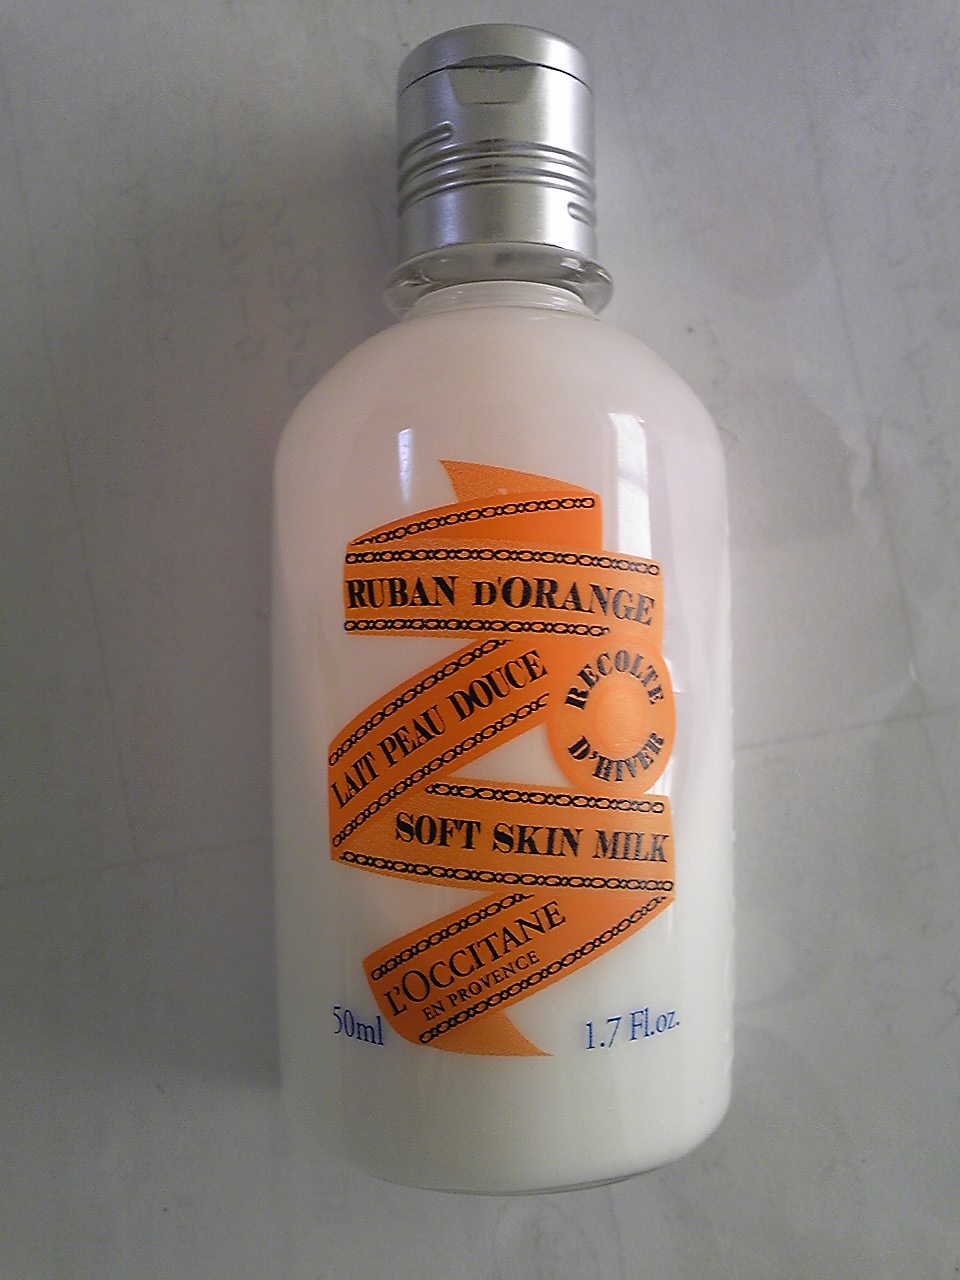 RUBAN D'ORANGE
LAIT PEAU DOUCE
RECOLTE
D'HIVER
SOFT SKIN MILK
L'OCCITANE
EN PROVENCE
50ml
1.7 Fl.oz.